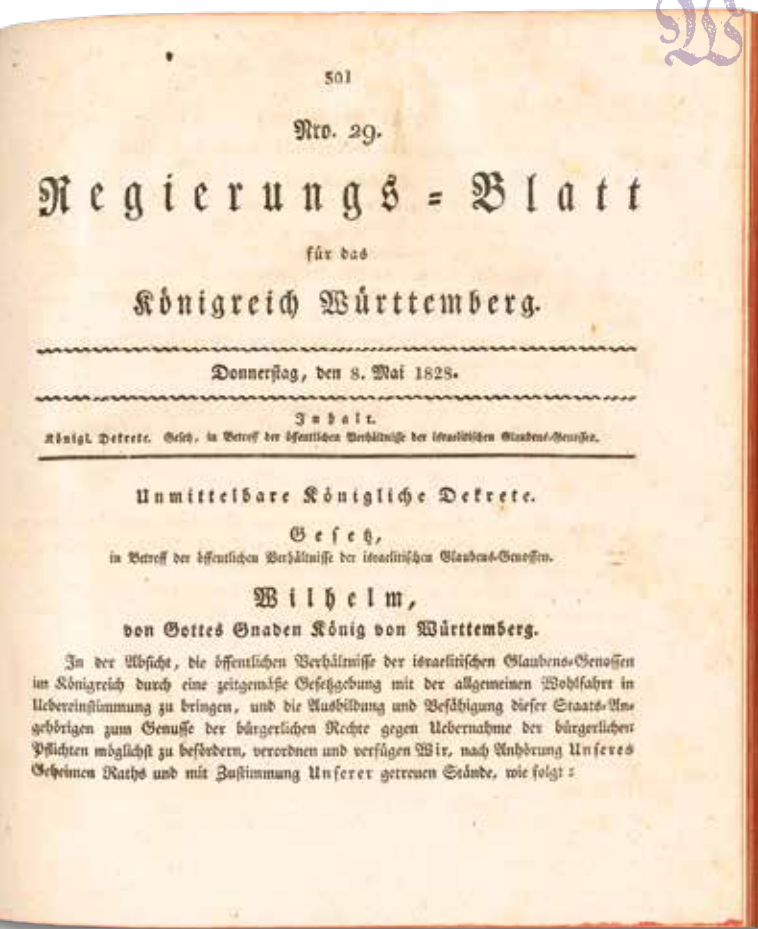 W
501
Nro. 29.
Regierungs-Blatt
für das
Königreich Württemberg.
Donnerstag, den 8. Mai 1828.
Inhalt.
Königl. Dekrete. Gesetz, in Betreff der öffentlichen Verhältnisse der israelitischen Glaubens-Genossen.
Unmittelbare Königliche Dekrete.
Gesetz,
in Betreff der öffentlichen Verhältnisse der israelitischen Glaubens-Genossen.
Wilhelm,
von Gottes Gnaden König von Württemberg.
In der Absicht, die öffentlichen Verhältnisse der israelitischen Glaubens-Genossen
im Königreich durch eine zeitgemäße Gesetzgebung mit der allgemeinen Wohlfahrt in
Uebereinstimmung zu bringen, und die Ausbildung und Befähigung dieser Staats-An-
gehörigen zum Genusse der bürgerlichen Rechte gegen Uebernahme der bürgerlichen
Pflichten möglichst zu befördern, verordnen und verfügen Wir, nach Anhörung Unseres
Geheimen Raths und mit Zustimmung Unserer getreuen Stände, wie folgt: